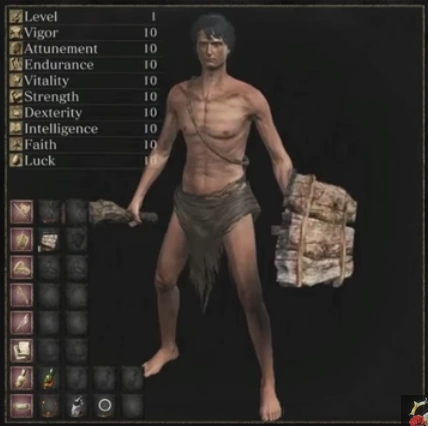 Level 1
Vigor 10
Attunement 10
Endurance 10
Vitality 10
Strength 10
Dexterity 10
Intelligence 10
Faith 10
Luck 10